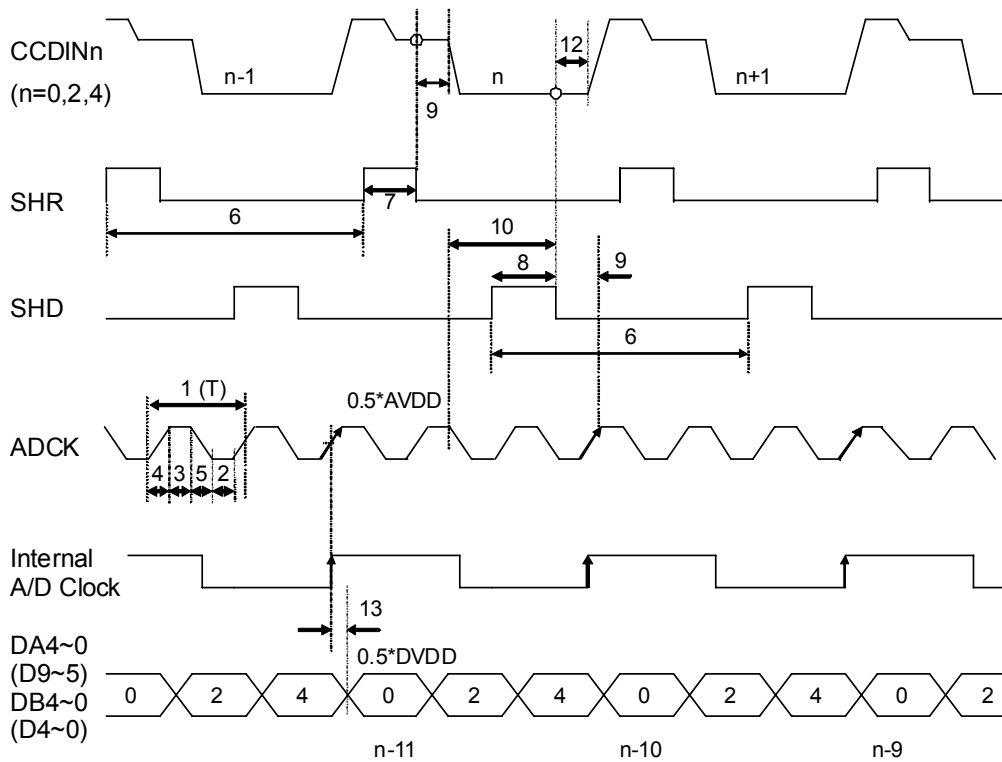 CCDINn
(n=0,2,4)
n-1
n
n+1
12
9
SHR
7
6
10
8
9
SHD
6
1 (T)
0.5*AVDD
ADCK
4 3 5 2
Internal
A/D Clock
13
0.5*DVDD
DA4~0
(D9~5)
DB4~0
(D4~0)
0 2 4 0 2 4 0 2 4 0 2
n-11 n-10 n-9